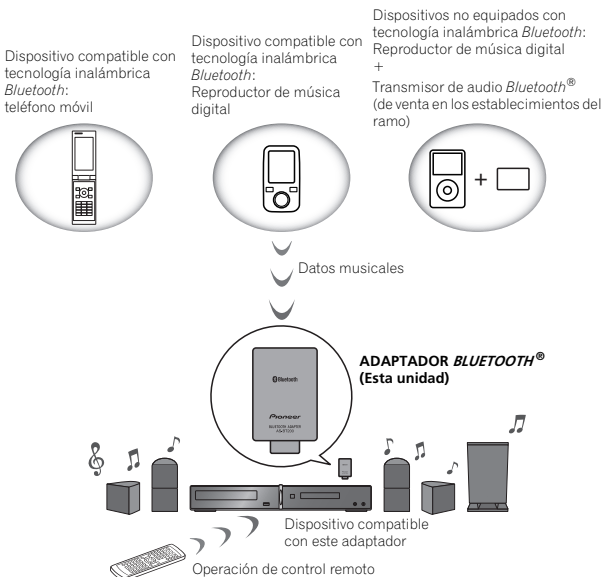 Dispositivo compatible con
tecnología inalámbrica
Bluetooth:
teléfono móvil
Dispositivo compatible con
tecnología inalámbrica
Bluetooth:
Reproductor de música
digital
Dispositivos no equipados con
tecnología inalámbrica Bluetooth:
Reproductor de música digital
+
Transmisor de audio Bluetooth®
(de venta en los establecimientos del
ramo)
+
Datos musicales
ADAPTADOR BLUETOOTH®
(Esta unidad)
Bluetooth
Pioneer
BLUETOOTH ADAPTER
Dispositivo compatible
con este adaptador
Operación de control remoto